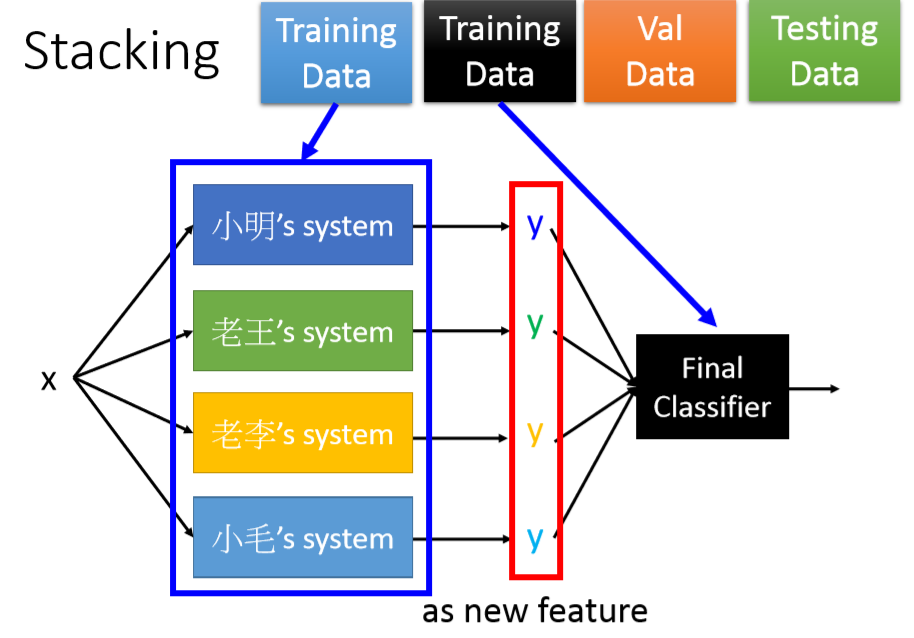 Stacking
Training
Data
Training
Data
Val
Data
Testing
Data
小明’s system
y
老王’s system
y
x
Final
Classifier
老李’s system
y
小毛’s system
y
as new feature